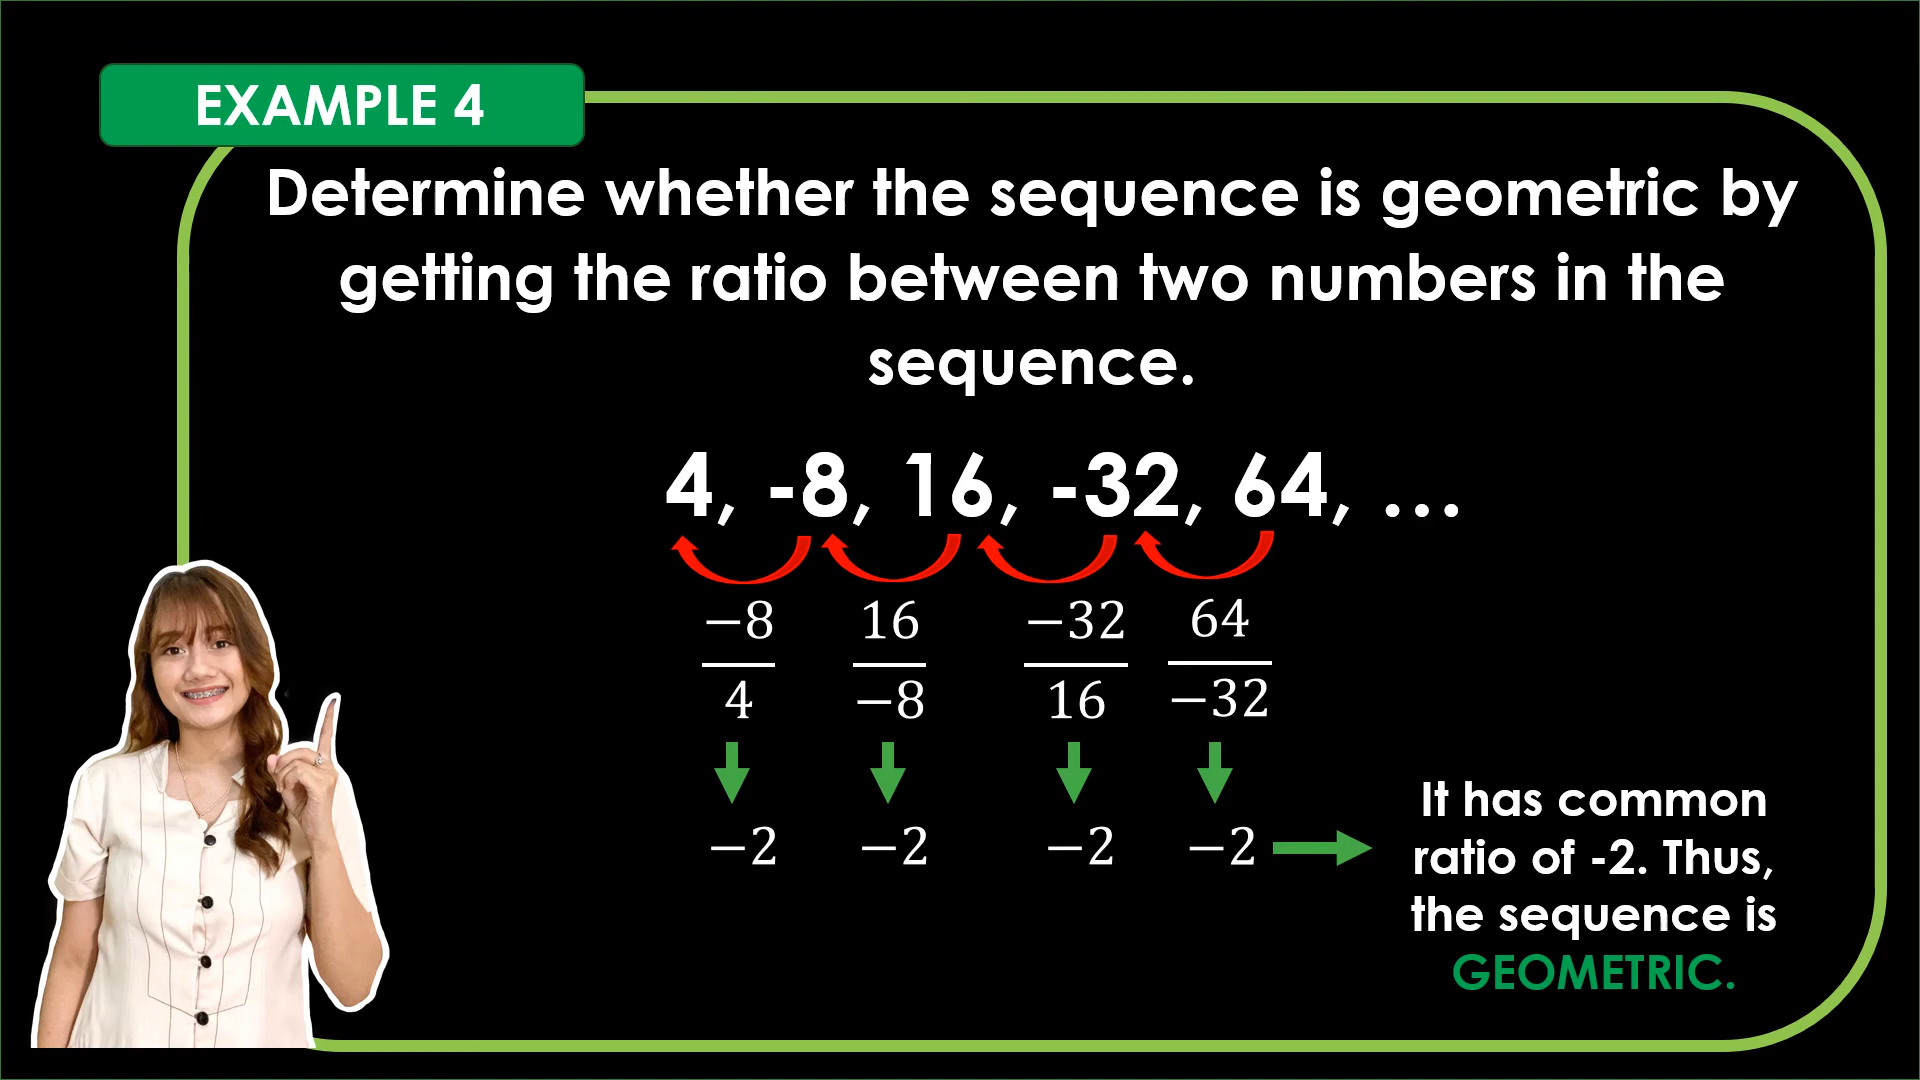 EXAMPLE 4
Determine whether the sequence is geometric by
getting the ratio between two numbers in the
sequence.
4, -8, 16, -32, 64, …
−8 16 −32 64
4 −8 16 −32
−2 −2 −2 −2
It has common
ratio of -2. Thus,
the sequence is
GEOMETRIC.